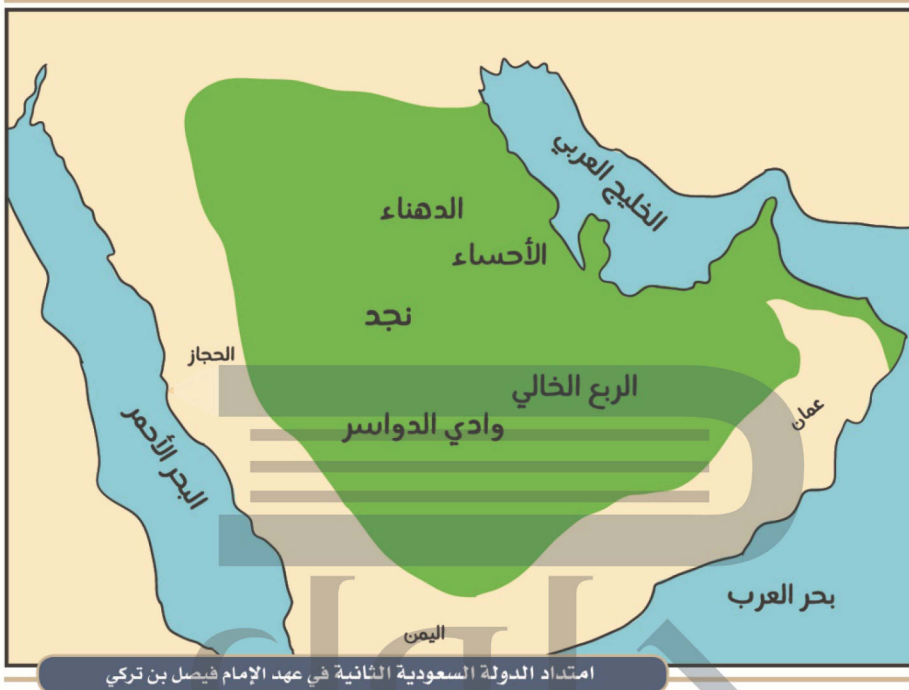 الخليج العربي
الدهناء
الأحساء
نجد
الحجاز
الربع الخالي
وادي الدواسر
عمان
البحر الأحمر
بحر العرب
اليمن
امتداد الدولة السعودية الثانية في عهد الإمام فيصل بن تركي